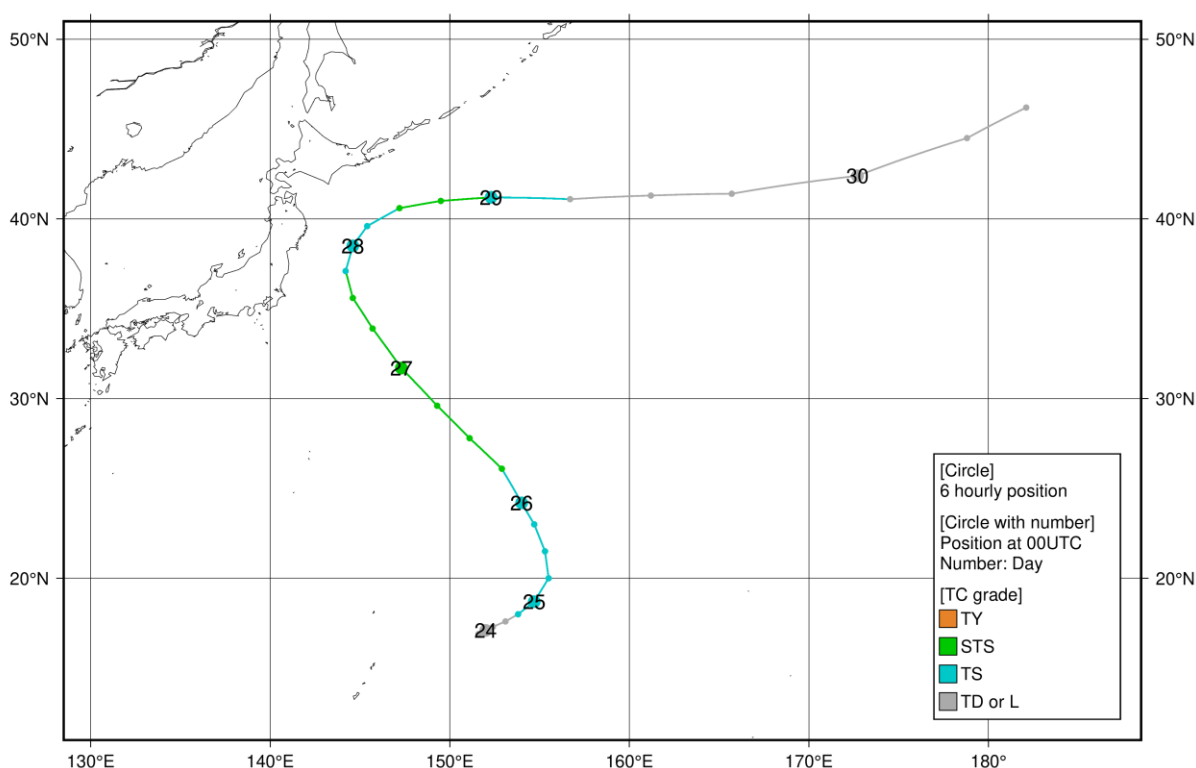 50°N
50°N
30
29
40°N
40°N
28
27
30°N
30°N
[Circle]
6 hourly position
26
[Circle with number]
Position at 00UTC
Number: Day
20°N
20°N
[TC grade]
25
TY
24
STS
TS
TD or L
130°E
140°E
150°E
160°E
170°E
180°